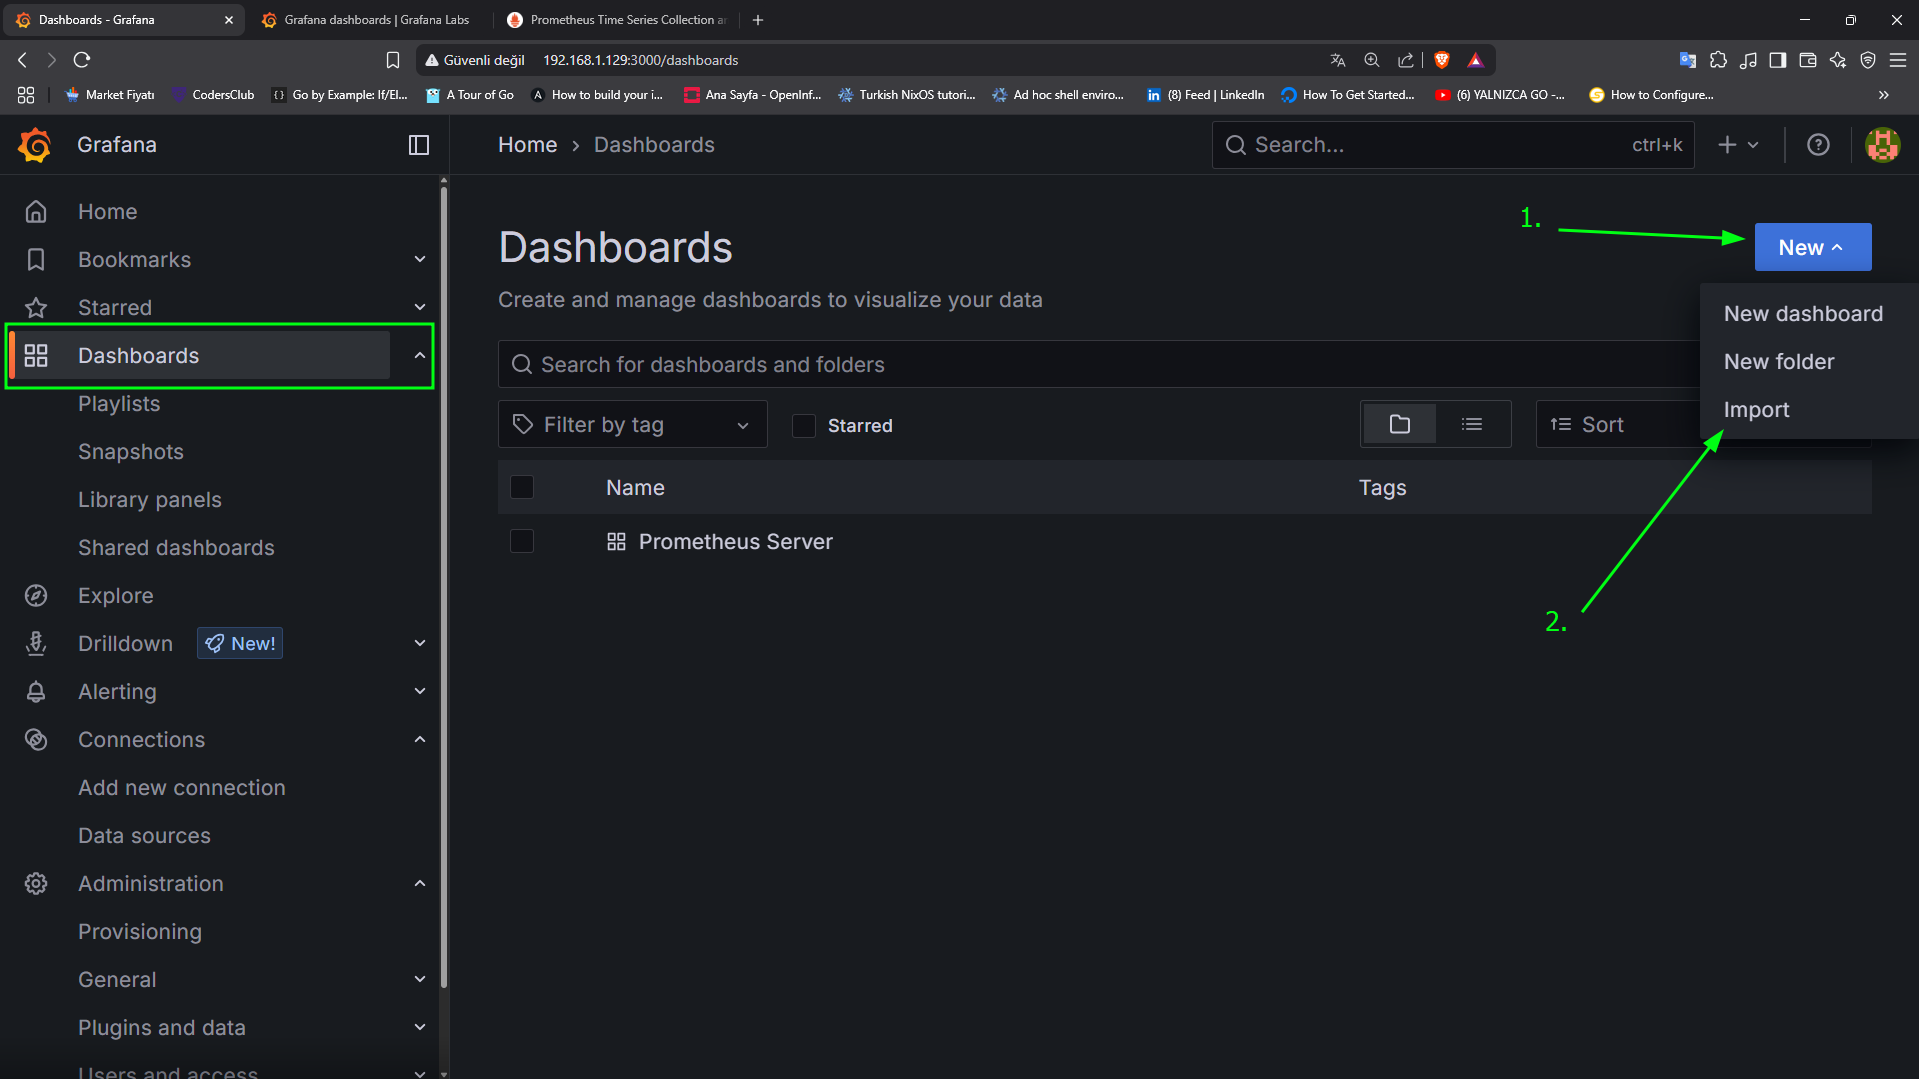 Dashboards - Grafana
Grafana dashboards | Grafana Labs
Prometheus Time Series Collection a
Güvenli değil 192.168.1.129:3000/dashboards
Market Fiyatı
CodersClub
Go by Example: If/El...
A Tour of Go
How to build your i...
Ana Sayfa - OpenInf...
Turkish NixOS tutori...
Ad hoc shell enviro...
(8) Feed | LinkedIn
How To Get Started...
(6) YALNIZCA GO -...
How to Configure...
Grafana
Home › Dashboards
Search... ctrl+k
Home
Bookmarks
Starred
Dashboards
Playlists
Snapshots
Library panels
Shared dashboards
Explore
Drilldown New!
Alerting
Connections
Add new connection
Data sources
Administration
Provisioning
General
Plugins and data
Users and access
Dashboards
Create and manage dashboards to visualize your data
1.
New
New dashboard
New folder
Import
Search for dashboards and folders
Filter by tag
Starred
Sort
Name Tags
Prometheus Server
2.